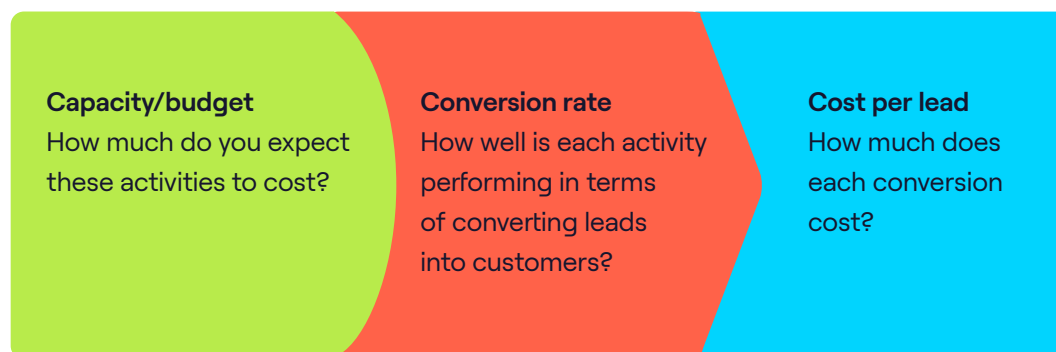 Capacity/budget
How much do you expect
these activities to cost?
Conversion rate
How well is each activity
performing in terms
of converting leads
into customers?
Cost per lead
How much does
each conversion
cost?